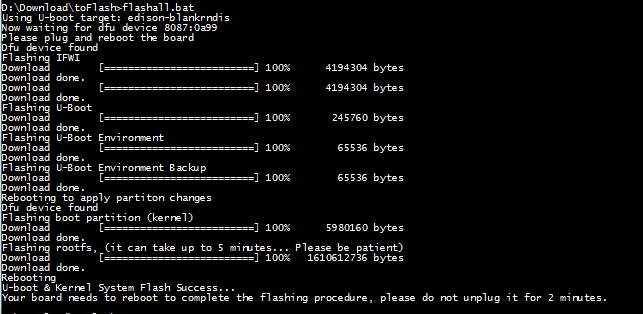 D:\Download\toFlash>flashall.bat
Using U-boot target: edison-blankrndis
Now waiting for dfu device 8087:0a99
Please plug and reboot the board
Dfu device found
Flashing IFWI
Download [=========================] 100% 4194304 bytes
Download done.
Download [=========================] 100% 4194304 bytes
Download done.
Flashing U-Boot
Download [=========================] 100% 245760 bytes
Download done.
Flashing U-Boot Environment
Download [=========================] 100% 65536 bytes
Download done.
Flashing U-Boot Environment Backup
Download [=========================] 100% 65536 bytes
Download done.
Rebooting to apply partiton changes
Dfu device found
Flashing boot partition (kernel)
Download [=========================] 100% 5980160 bytes
Download done.
Flashing rootfs, (it can take up to 5 minutes... Please be patient)
Download [=========================] 100% 1610612736 bytes
Download done.
Rebooting
U-boot & Kernel System Flash Success...
Your board needs to reboot to complete the flashing procedure, please do not unplug it for 2 minutes.